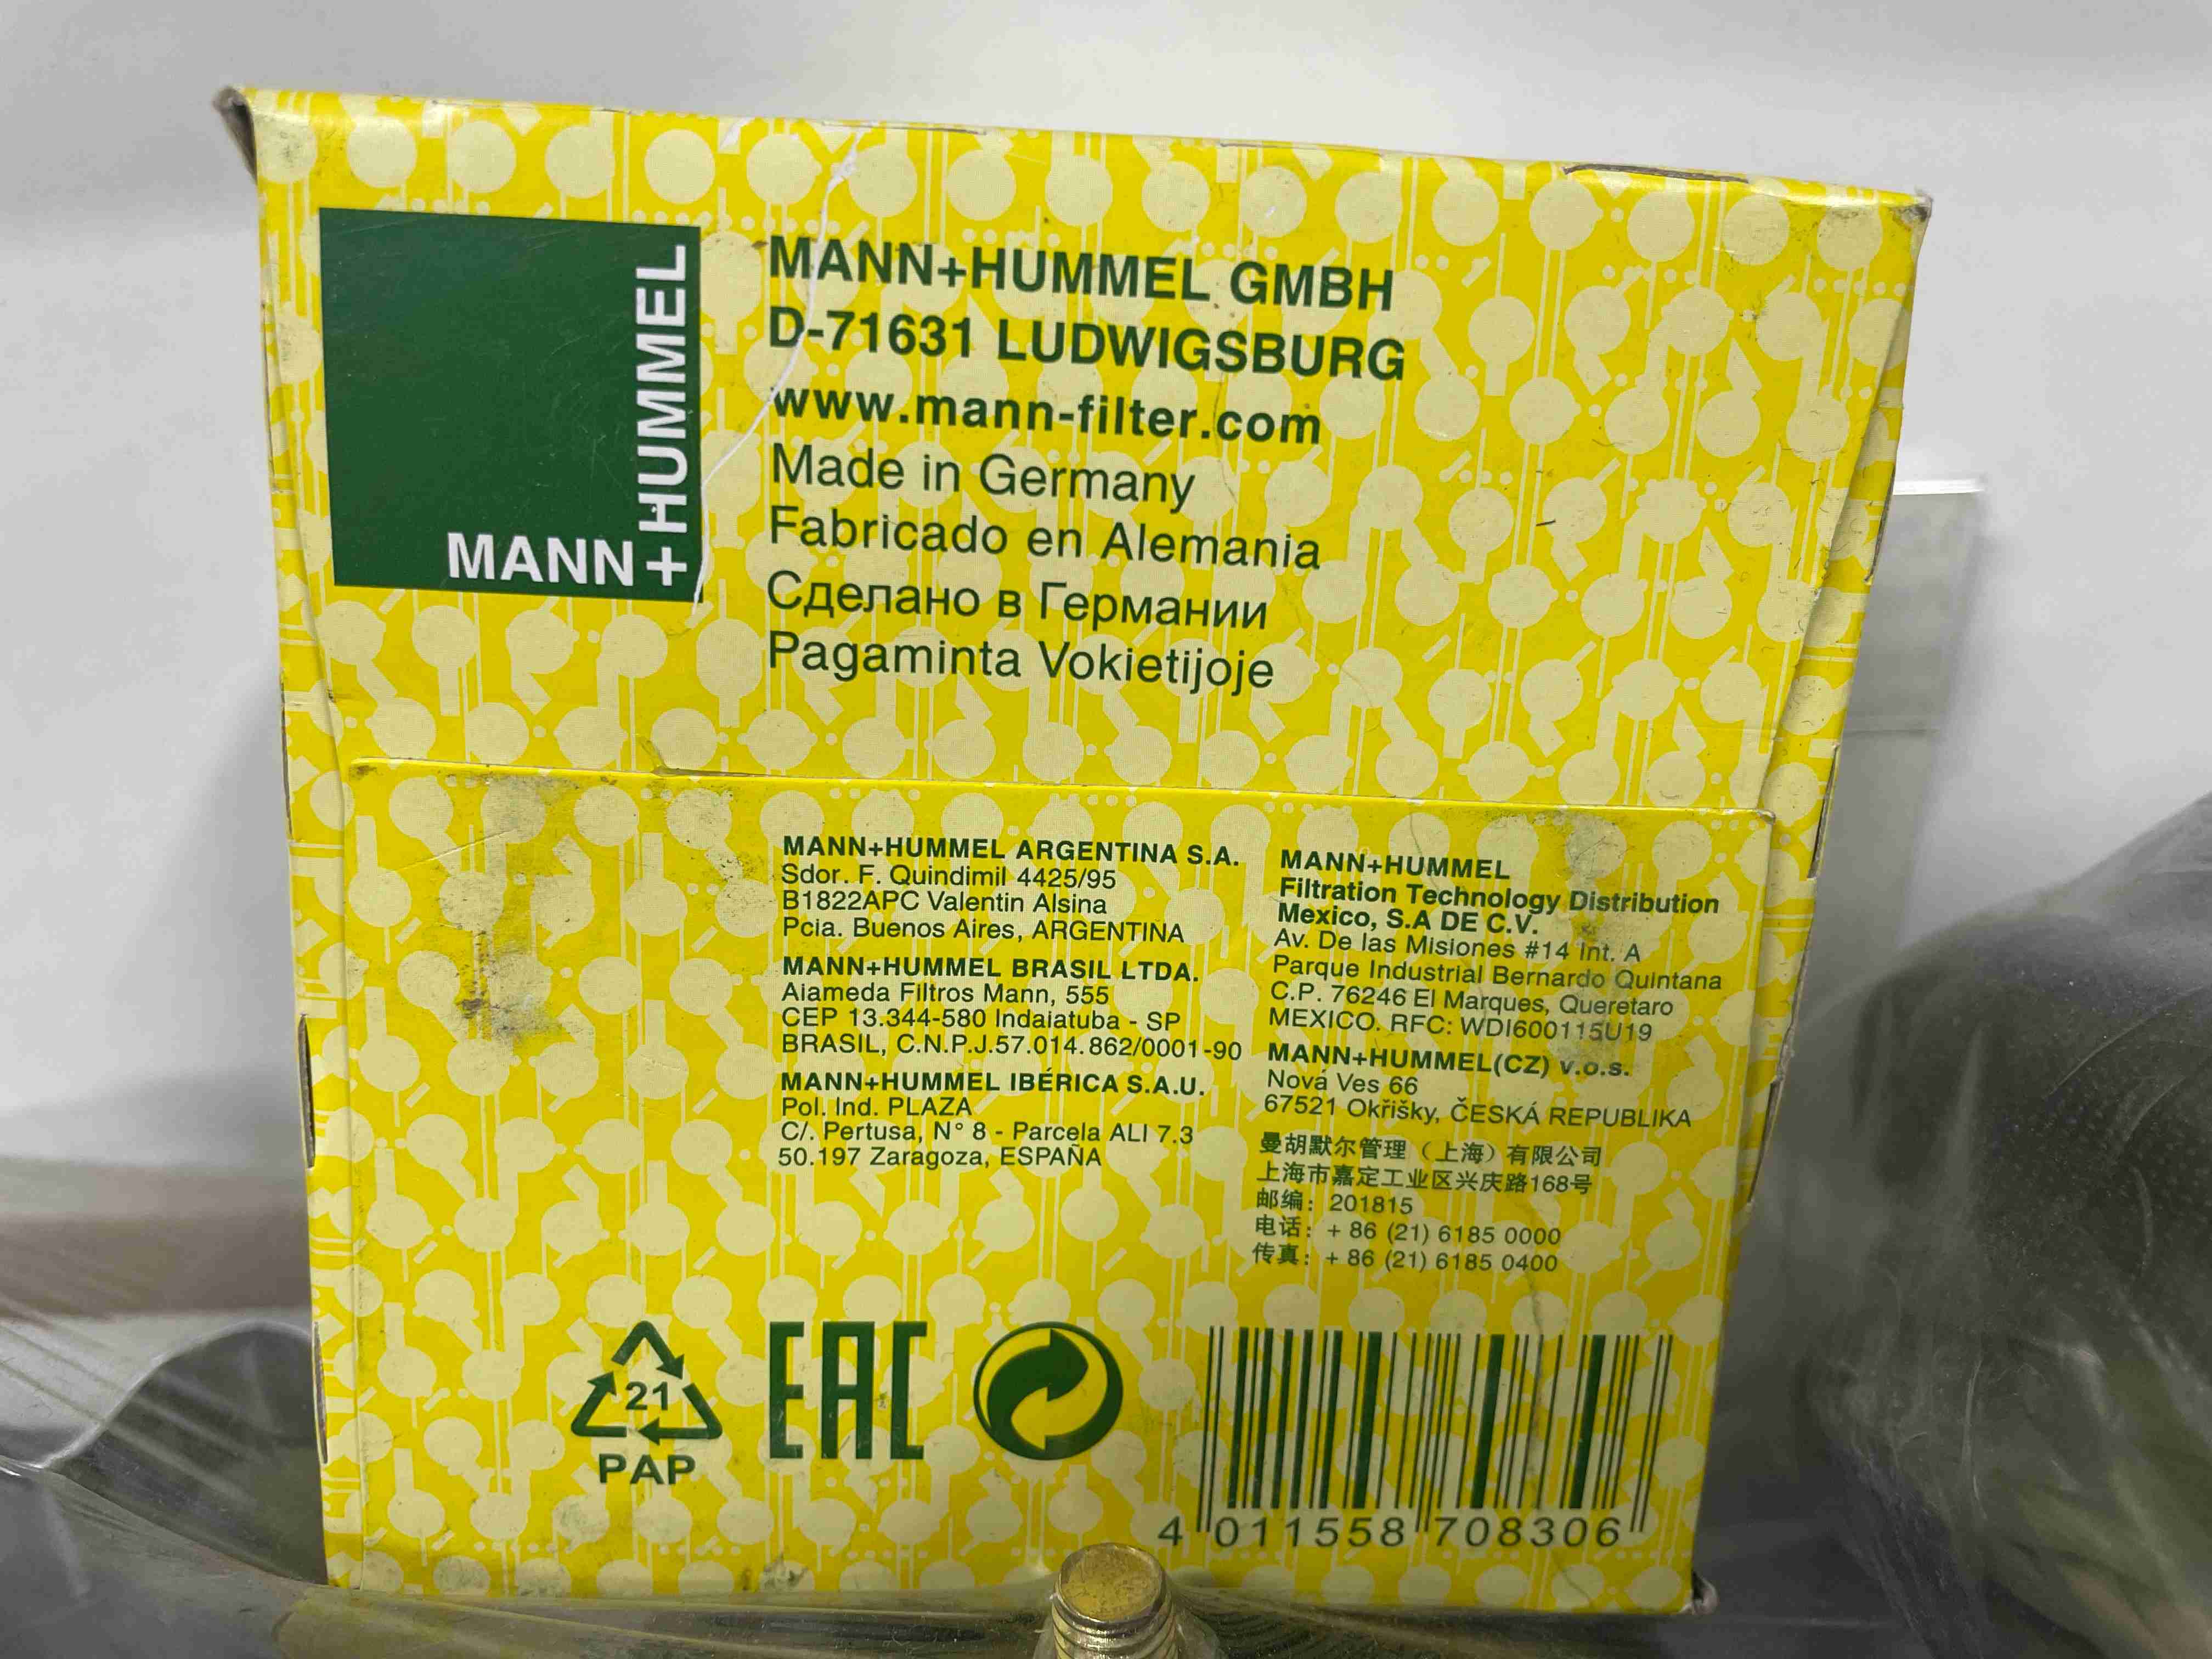 MANN+
HUMMEL
MANN+HUMMEL GMBH
D-71631 LUDWIGSBURG
www.mann-filter.com
Made in Germany
Fabricado en Alemania
Сделано в Германии
Pagaminta Vokietijoje
MANN+HUMMEL ARGENTINA S.A.
Sdor. F. Quindimil 4425/95
B1822APC Valentin Alsina
Pcia. Buenos Aires, ARGENTINA
MANN+HUMMEL BRASIL LTDA.
Alameda Filtros Mann, 555
CEP 13.344-580 Indaiatuba - SP
BRASIL, C.N.P.J.57.014.862/0001-90
MANN+HUMMEL IBÉRICA S.A.U.
Pol. Ind. PLAZA
C/. Pertusa, N° 8 - Parcela ALI 7.3
50.197 Zaragoza, ESPAÑA
MANN+HUMMEL
Filtration Technology Distribution
Mexico, S.A DE C.V.
Av. De las Misiones #14 Int. A
Parque Industrial Bernardo Quintana
C.P. 76246 El Marques, Queretaro
MEXICO. RFC: WDI600115U19
MANN+HUMMEL(CZ) v.o.s.
Nová Ves 66
67521 Okříšky, ČESKÁ REPUBLIKA
曼胡默尔管理（上海）有限公司
上海市嘉定工业区兴庆路168号
邮编：201815
电话：+ 86 (21) 6185 0000
传真：+ 86 (21) 6185 0400
21
PAP
EAC
4 011558 708306